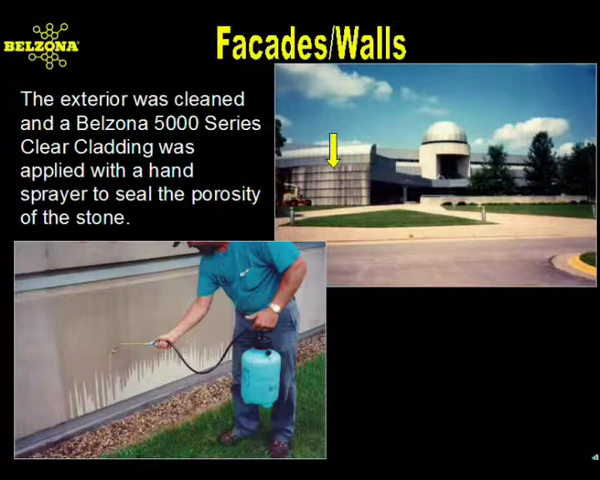 BELZONA
Facades/Walls
The exterior was cleaned
and a Belzona 5000 Series
Clear Cladding was
applied with a hand
sprayer to seal the porosity
of the stone.